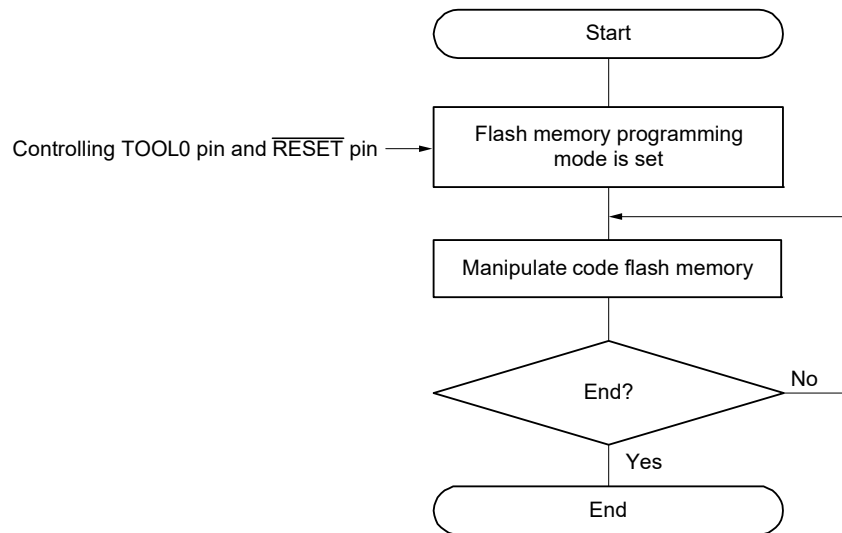 Start
Controlling TOOL0 pin and R̅E̅S̅E̅T̅ pin
Flash memory programming
mode is set
Manipulate code flash memory
End?
No
Yes
End